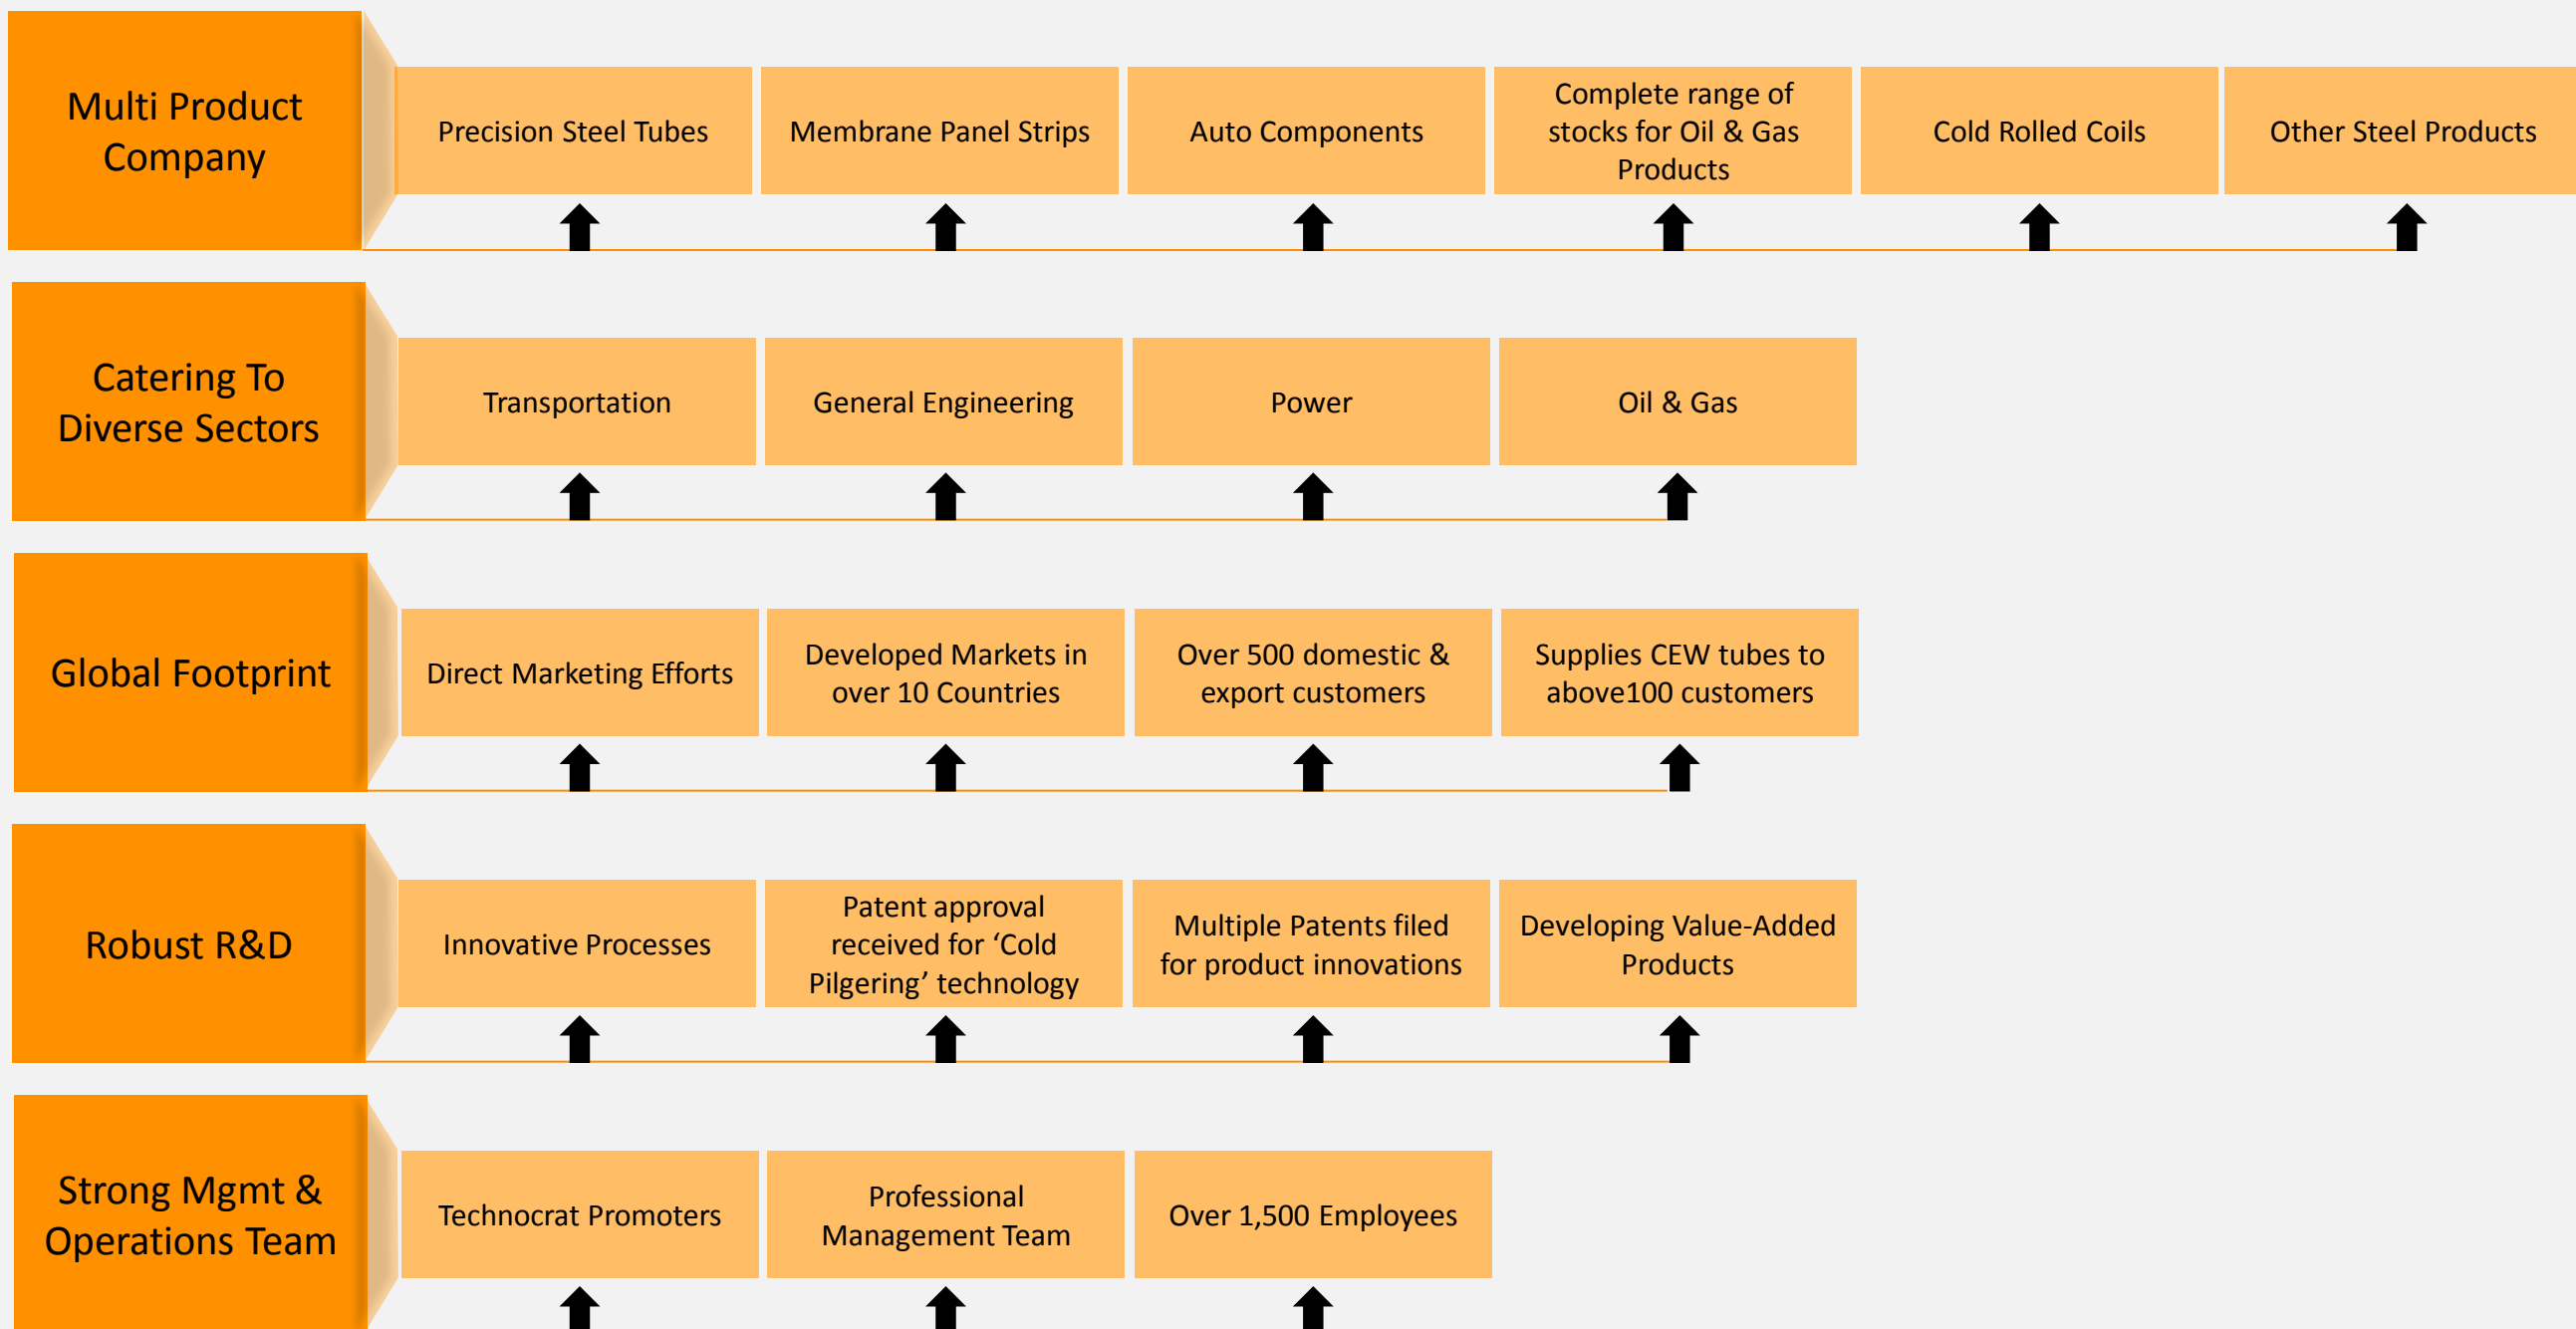 Multi Product
Company
Precision Steel Tubes
Membrane Panel Strips
Auto Components
Complete range of
stocks for Oil & Gas
Products
Cold Rolled Coils
Other Steel Products
Catering To
Diverse Sectors
Transportation
General Engineering
Power
Oil & Gas
Global Footprint
Direct Marketing Efforts
Developed Markets in
over 10 Countries
Over 500 domestic &
export customers
Supplies CEW tubes to
above100 customers
Robust R&D
Innovative Processes
Patent approval
received for ‘Cold
Pilgering’ technology
Multiple Patents filed
for product innovations
Developing Value-Added
Products
Strong Mgmt &
Operations Team
Technocrat Promoters
Professional
Management Team
Over 1,500 Employees